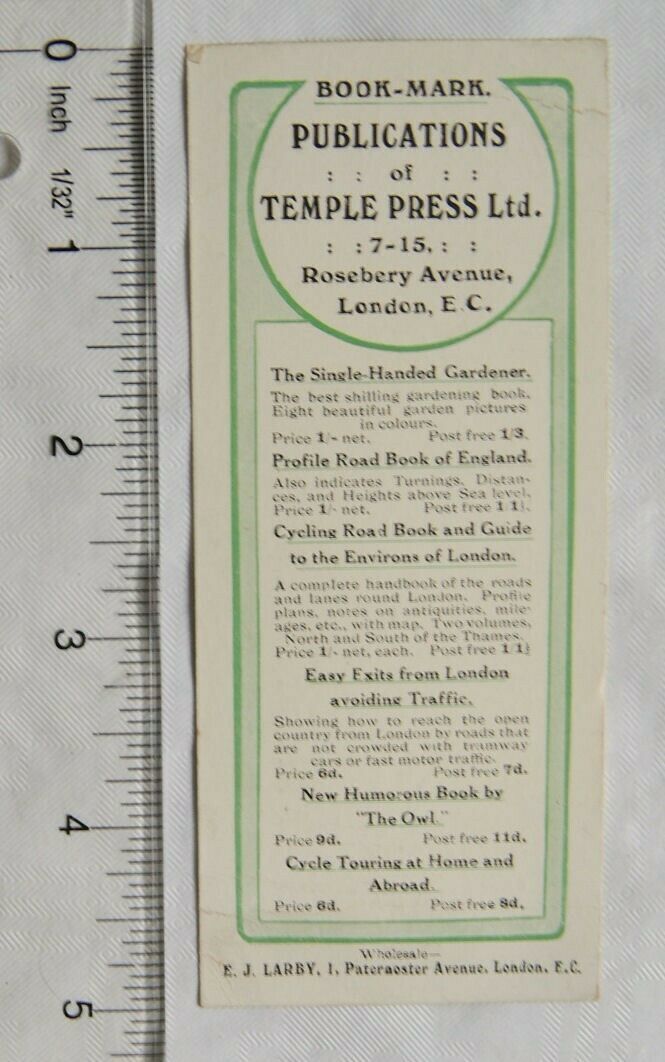 0
Inch 1/32"
1
2
3
4
5
BOOK-MARK.
PUBLICATIONS
: : of : :
TEMPLE PRESS Ltd.
: : 7-15, : :
Rosebery Avenue,
London, E.C.
The Single-Handed Gardener.
The best shilling gardening book.
Eight beautiful garden pictures
in colours.
Price 1/- net. Post free 1/3.
Profile Road Book of England.
Also indicates Turnings, Distan-
ces, and Heights above Sea level.
Price 1/- net. Post free 1/1½.
Cycling Road Book and Guide
to the Environs of London.
A complete handbook of the roads
and lanes round London. Profile
plans, notes on antiquities, mile-
ages, etc., with map. Two volumes,
North and South of the Thames.
Price 1/- net, each. Post free 1/1½
Easy Exits from London
avoiding Traffic.
Showing how to reach the open
country from London by roads that
are not crowded with tramway
cars or fast motor traffic.
Price 6d. Post free 7d.
New Humorous Book by
"The Owl."
Price 9d. Post free 11d.
Cycle Touring at Home and
Abroad.
Price 6d. Post free 8d.
Wholesale—
E. J. LARBY, 1, Paternoster Avenue, London, E.C.